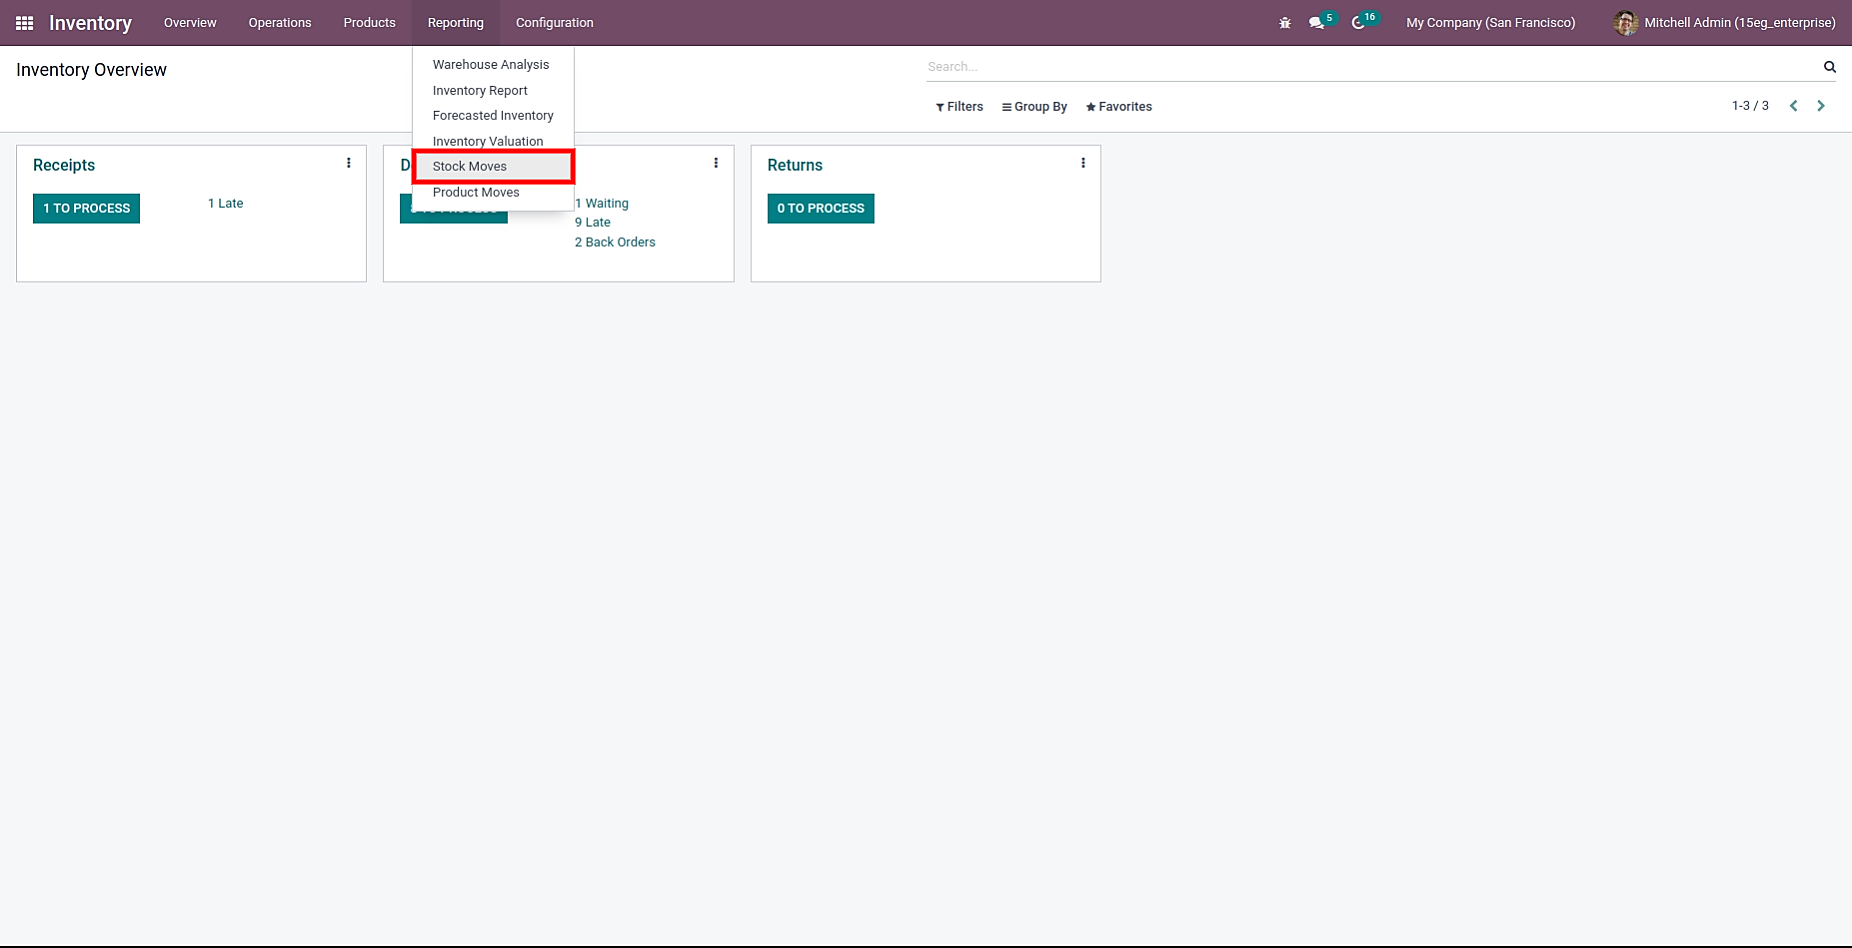 Inventory Overview Operations Products Reporting Configuration 5 16 My Company (San Francisco) Mitchell Admin (15eg_enterprise)
Inventory Overview
Search...
Filters Group By Favorites 1-3 / 3
Warehouse Analysis
Inventory Report
Forecasted Inventory
Inventory Valuation
Stock Moves
Product Moves
Receipts
1 TO PROCESS 1 Late
1 Waiting
9 Late
2 Back Orders
Returns
0 TO PROCESS